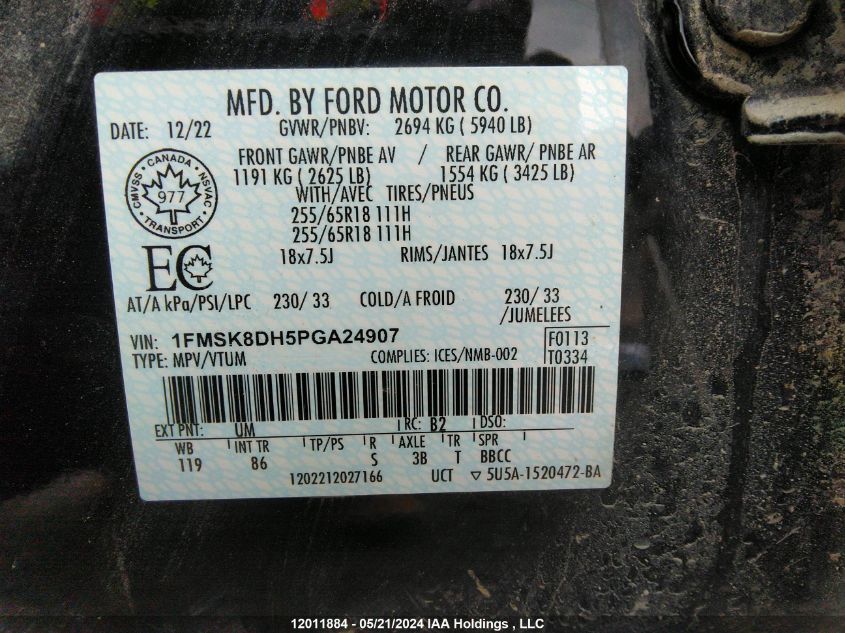 MFD. BY FORD MOTOR CO.
DATE: 12/22 GVWR/PNBV: 2694 KG ( 5940 LB)
FRONT GAWR/PNBE AV / REAR GAWR/ PNBE AR
1191 KG ( 2625 LB) 1554 KG ( 3425 LB)
WITH/AVEC TIRES/PNEUS
255/65R18 111H
255/65R18 111H
18x7.5J RIMS/JANTES 18x7.5J
CMVSS · CANADA · NSVAC
977
TRANSPORT
EC
AT/A kPa/PSI/LPC 230/ 33 COLD/A FROID 230/ 33
/JUMELEES
VIN: 1FMSK8DH5PGA24907 F0113
TYPE: MPV/VTUM COMPLIES: ICES/NMB-002 T0334
EXT PNT: UM RC: B2 DSO:
WB INT TR TP/PS R AXLE TR SPR
119 86 S 3B T BBCC
1202212027166 UCT ▽ 5U5A-1520472-BA
12011884 - 05/21/2024 IAA Holdings , LLC